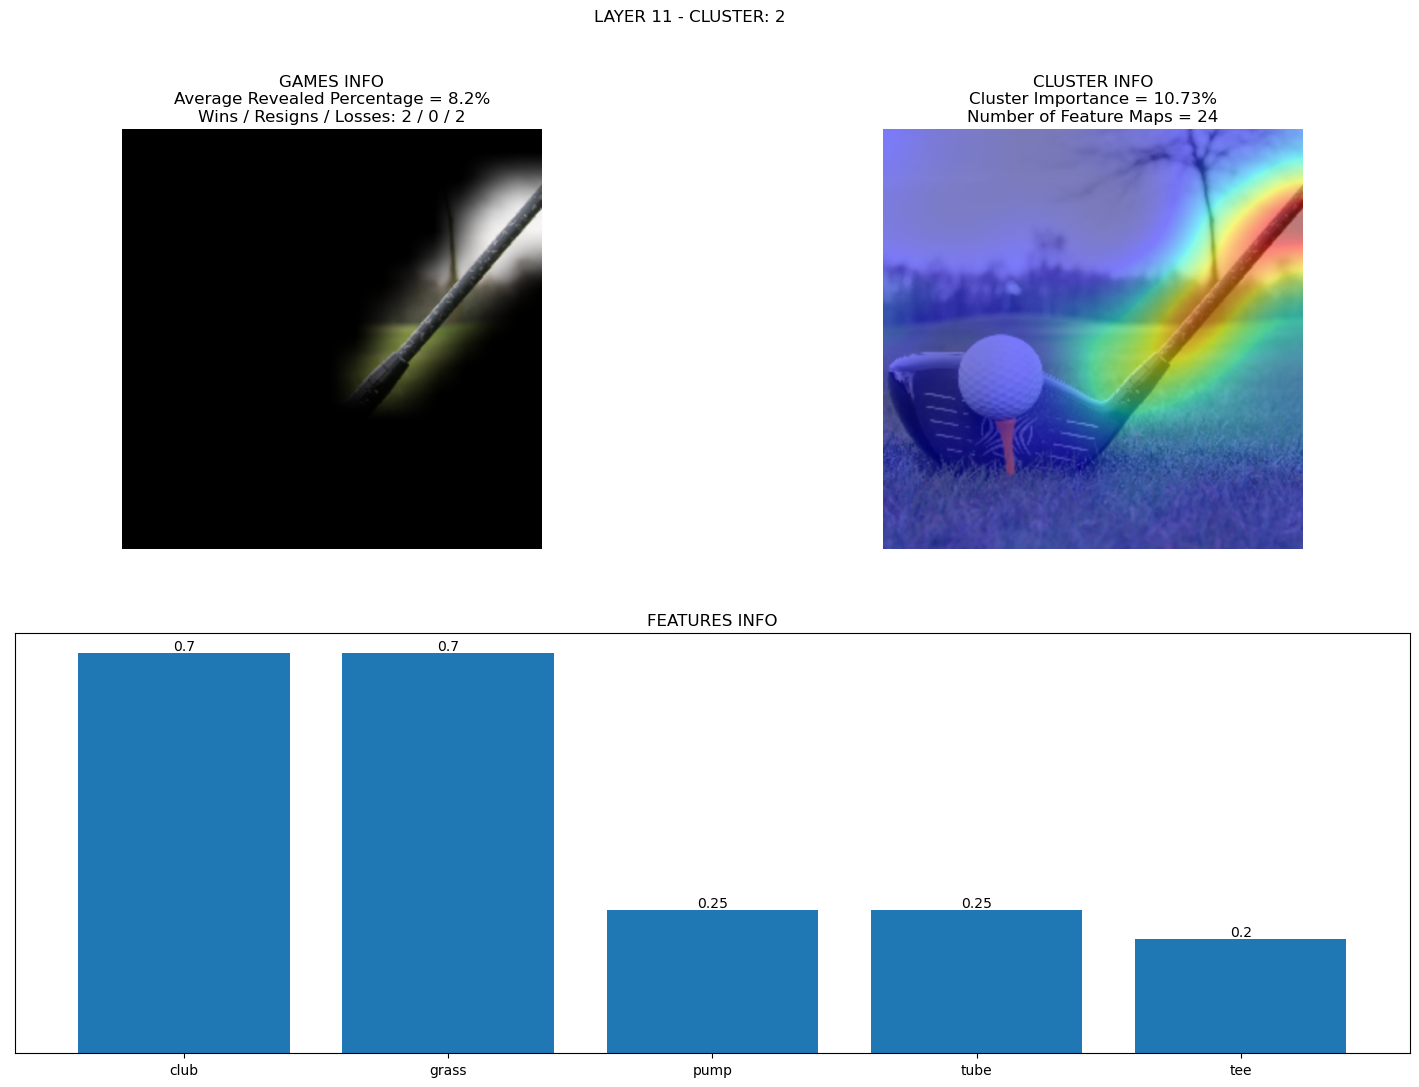 LAYER 11 - CLUSTER: 2
GAMES INFO
Average Revealed Percentage = 8.2%
Wins / Resigns / Losses: 2 / 0 / 2
CLUSTER INFO
Cluster Importance = 10.73%
Number of Feature Maps = 24
FEATURES INFO
0.7
0.7
0.25
0.25
0.2
club
grass
pump
tube
tee